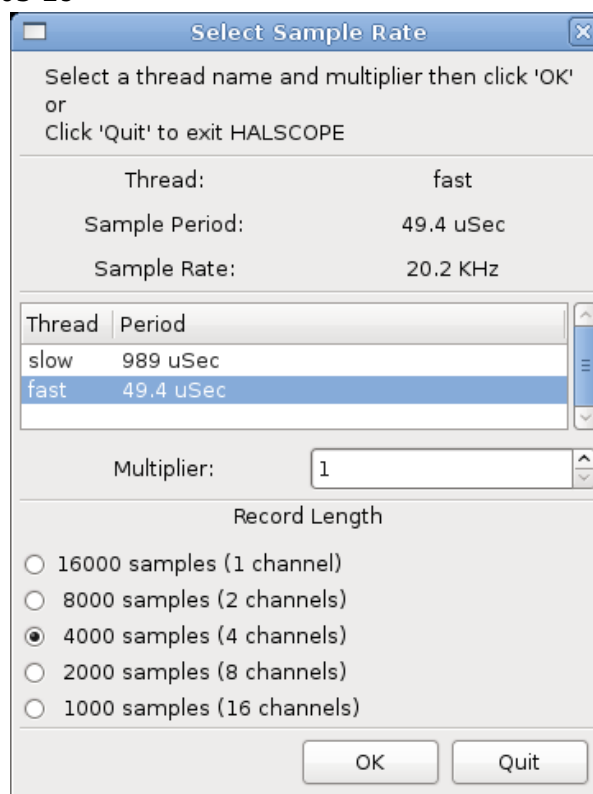 Select Sample Rate
Select a thread name and multiplier then click 'OK'
or
Click 'Quit' to exit HALSCOPE
Thread: fast
Sample Period: 49.4 uSec
Sample Rate: 20.2 KHz
Thread Period
slow 989 uSec
fast 49.4 uSec
Multiplier: 1
Record Length
16000 samples (1 channel)
8000 samples (2 channels)
4000 samples (4 channels)
2000 samples (8 channels)
1000 samples (16 channels)
OK Quit